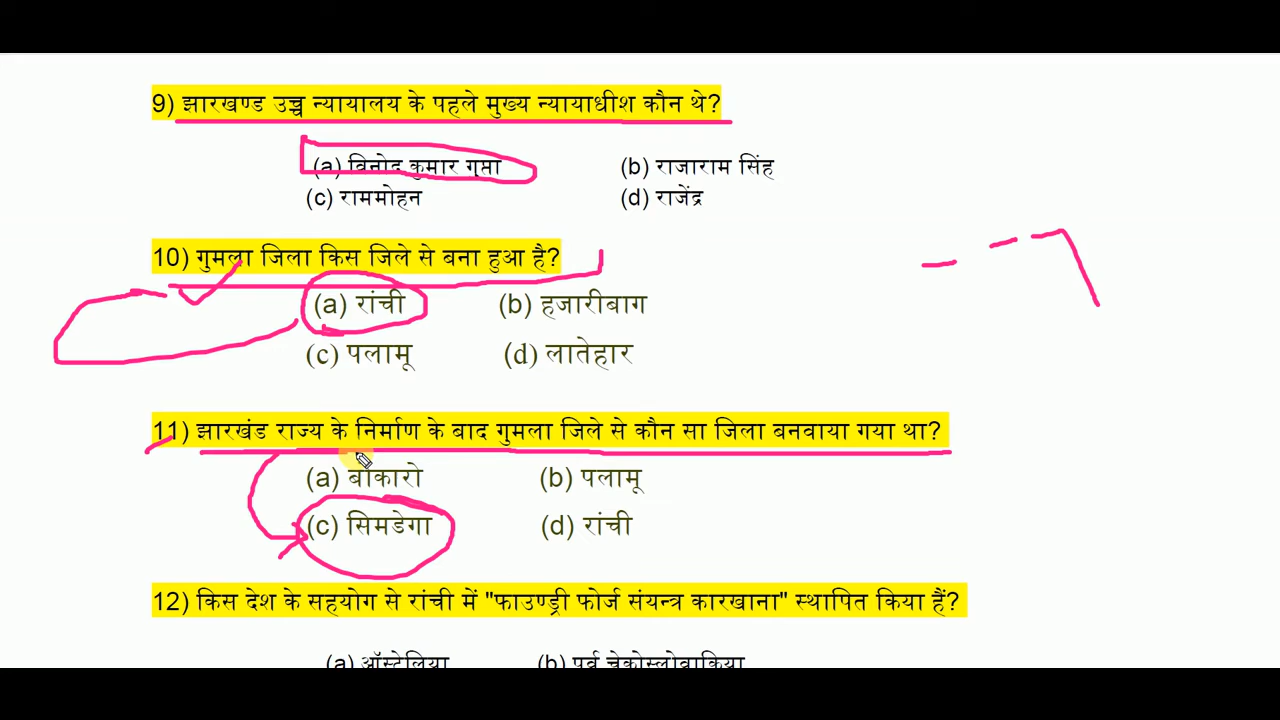 9) झारखण्ड उच्च न्यायालय के पहले मुख्य न्यायाधीश कौन थे?
(a) विनोद कुमार गुप्ता (b) राजाराम सिंह
(c) राममोहन (d) राजेंद्र
10) गुमला जिला किस जिले से बना हुआ है?
(a) रांची (b) हजारीबाग
(c) पलामू (d) लातेहार
11) झारखंड राज्य के निर्माण के बाद गुमला जिले से कौन सा जिला बनवाया गया था?
(a) बोकारो (b) पलामू
(c) सिमडेगा (d) रांची
12) किस देश के सहयोग से रांची में "फाउण्ड्री फोर्ज संयन्त्र कारखाना" स्थापित किया हैं?
(a) ऑस्टेलिया (b) पूर्व चेकोस्लोवाकिया